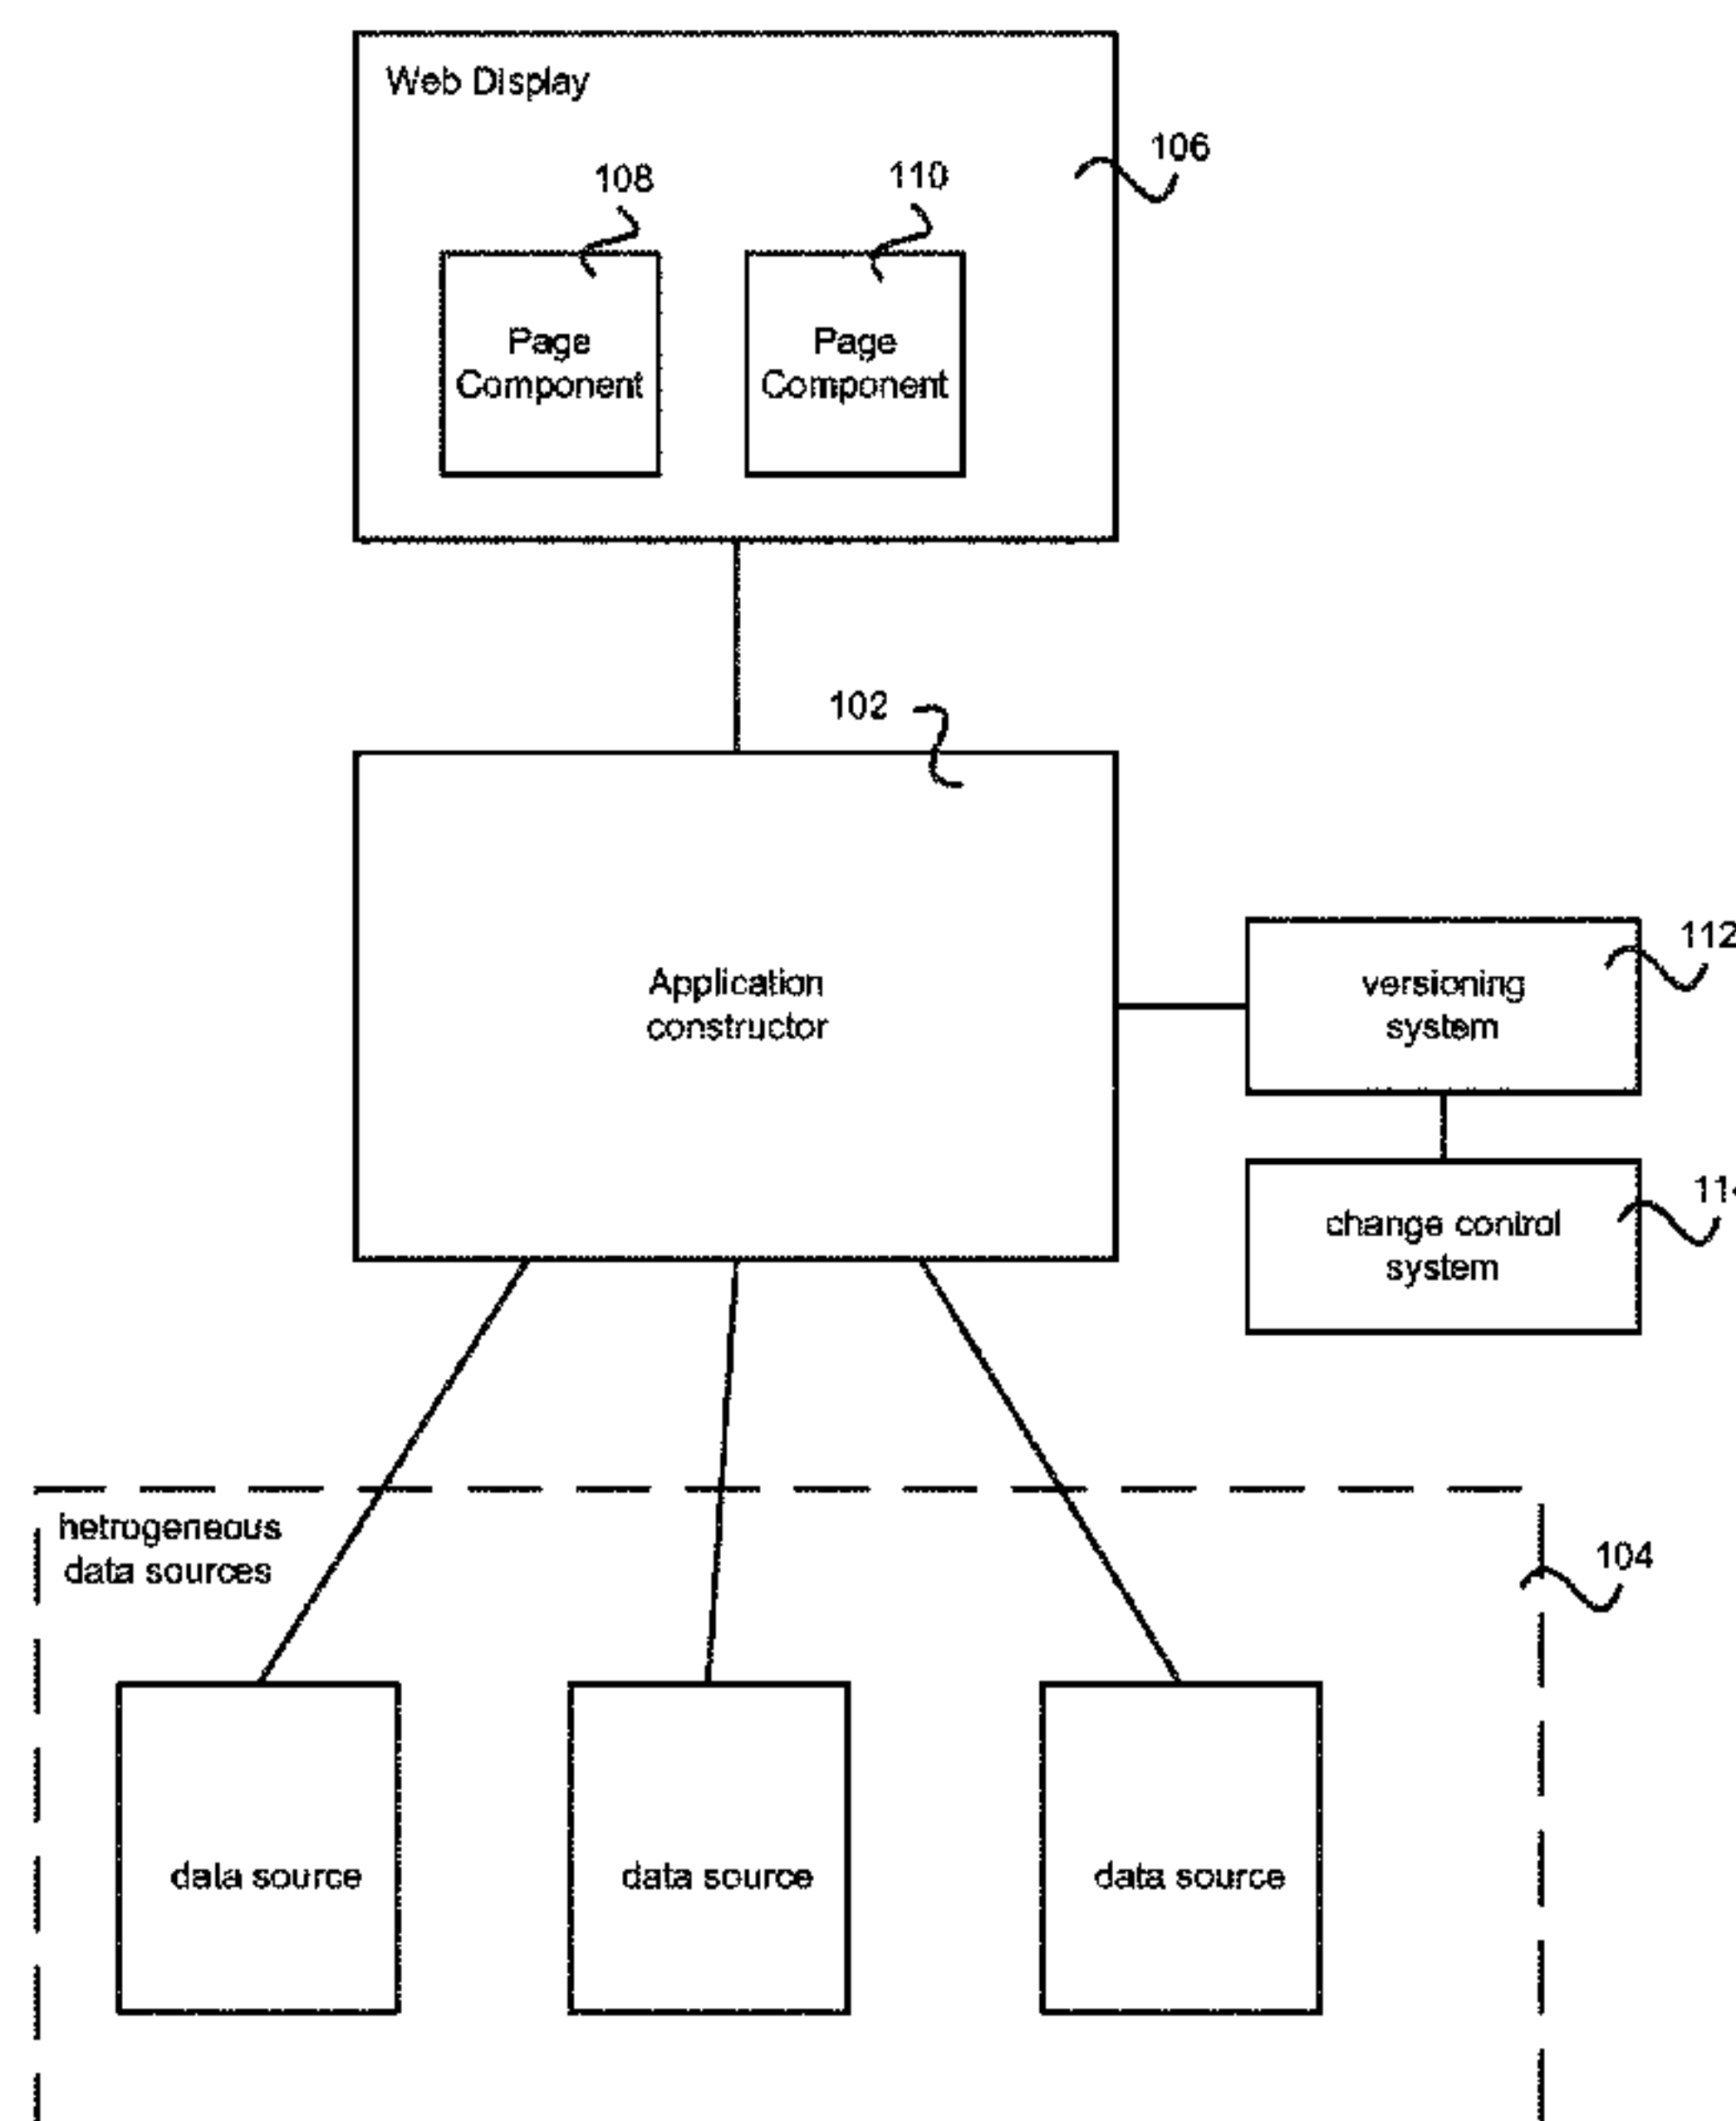 Web Display
106
108
110
Page
Component
Page
Component
102
Application
constructor
112
versioning
system
change control
system
hetrogeneous
data sources
104
data source
data source
data source